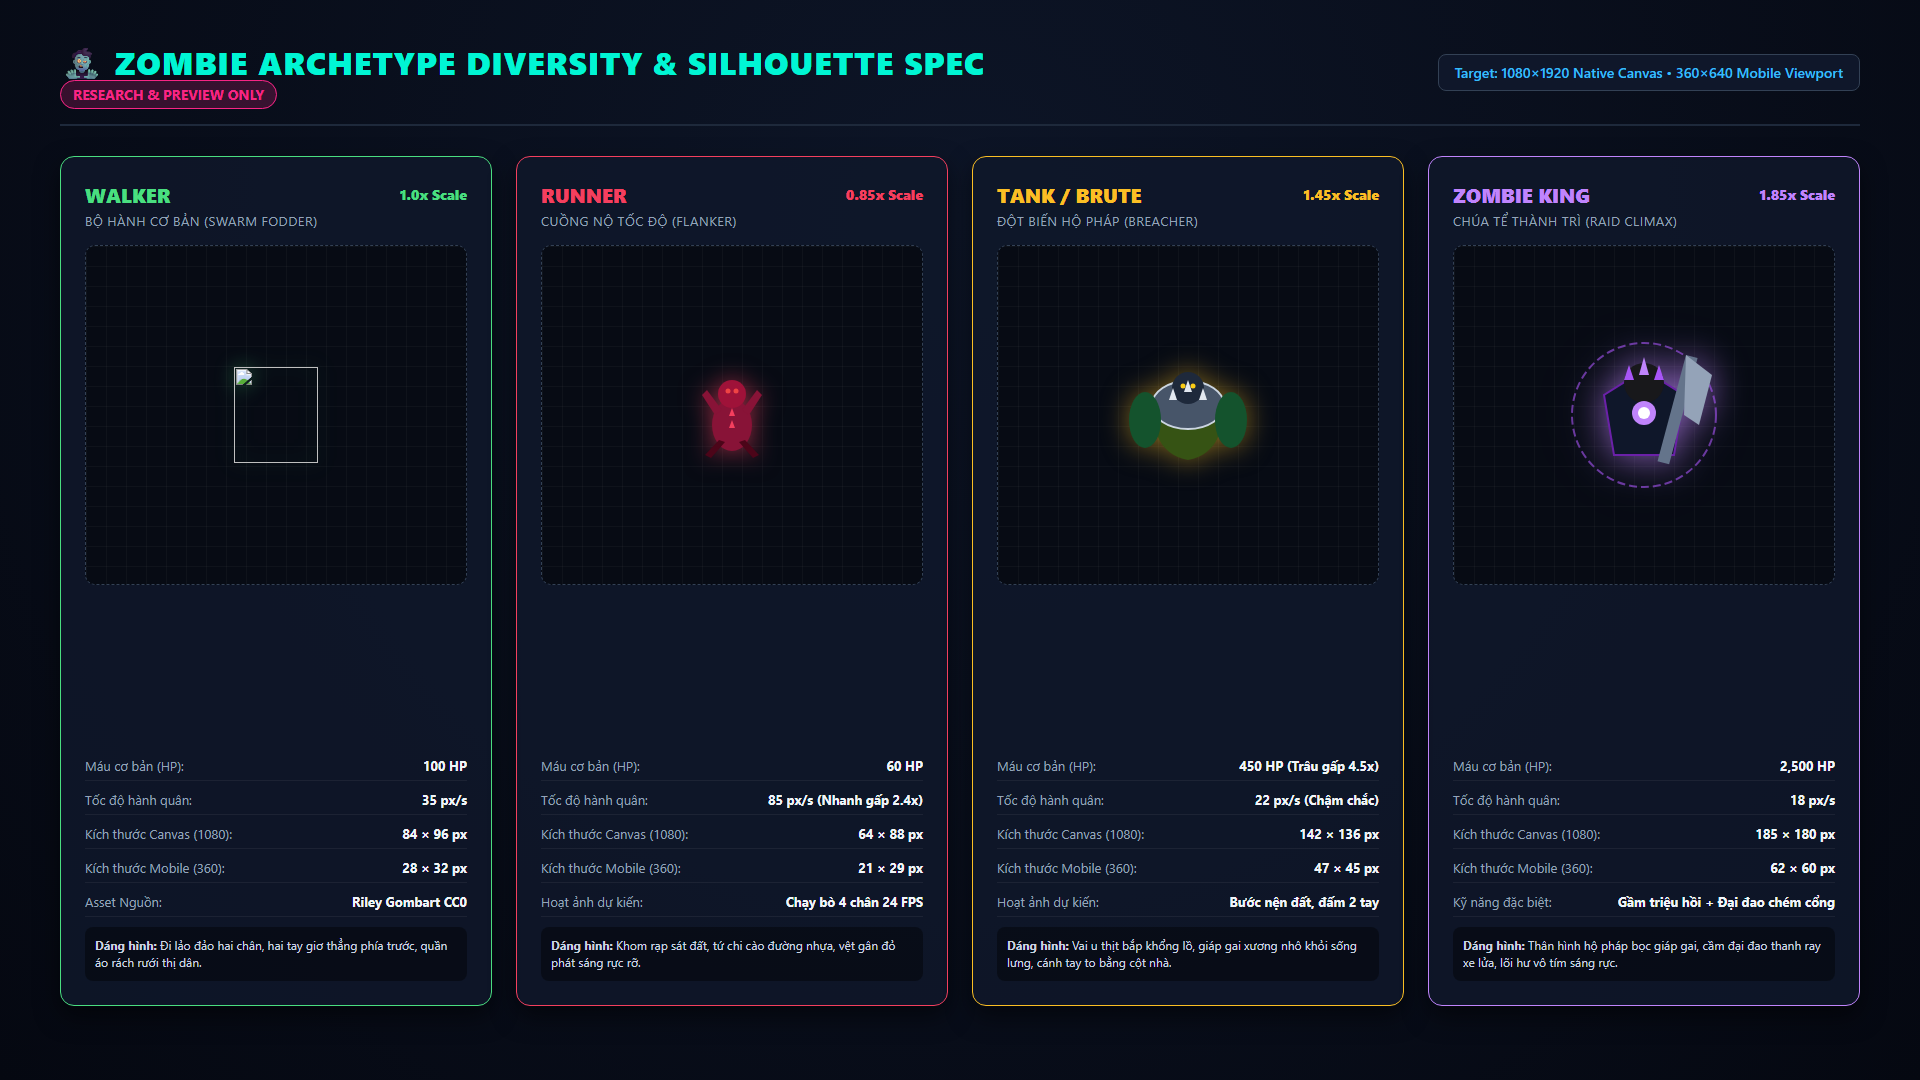 ZOMBIE ARCHETYPE DIVERSITY & SILHOUETTE SPEC
RESEARCH & PREVIEW ONLY
Target: 1080×1920 Native Canvas • 360×640 Mobile Viewport
WALKER
1.0x Scale
BỘ HÀNH CƠ BẢN (SWARM FODDER)
Máu cơ bản (HP):
100 HP
Tốc độ hành quân:
35 px/s
Kích thước Canvas (1080):
84 × 96 px
Kích thước Mobile (360):
28 × 32 px
Asset Nguồn:
Riley Gombart CC0
Dáng hình: Đi lảo đảo hai chân, hai tay giơ thẳng phía trước, quần
áo rách rưới thị dân.
RUNNER
0.85x Scale
CUỒNG NỘ TỐC ĐỘ (FLANKER)
Máu cơ bản (HP):
60 HP
Tốc độ hành quân:
85 px/s (Nhanh gấp 2.4x)
Kích thước Canvas (1080):
64 × 88 px
Kích thước Mobile (360):
21 × 29 px
Hoạt ảnh dự kiến:
Chạy bò 4 chân 24 FPS
Dáng hình: Khom rạp sát đất, tứ chi cào đường nhựa, vệt gân đỏ
phát sáng rực rỡ.
TANK / BRUTE
1.45x Scale
ĐỘT BIẾN HỘ PHÁP (BREACHER)
Máu cơ bản (HP):
450 HP (Trâu gấp 4.5x)
Tốc độ hành quân:
22 px/s (Chậm chắc)
Kích thước Canvas (1080):
142 × 136 px
Kích thước Mobile (360):
47 × 45 px
Hoạt ảnh dự kiến:
Bước nện đất, đấm 2 tay
Dáng hình: Vai u thịt bắp khổng lồ, giáp gai xương nhô khỏi sống
lưng, cánh tay to bằng cột nhà.
ZOMBIE KING
1.85x Scale
CHÚA TỂ THÀNH TRÌ (RAID CLIMAX)
Máu cơ bản (HP):
2,500 HP
Tốc độ hành quân:
18 px/s
Kích thước Canvas (1080):
185 × 180 px
Kích thước Mobile (360):
62 × 60 px
Kỹ năng đặc biệt:
Gầm triệu hồi + Đại đao chém cổng
Dáng hình: Thân hình hộ pháp bọc giáp gai, cầm đại đao thanh ray
xe lửa, lõi hư vô tím sáng rực.